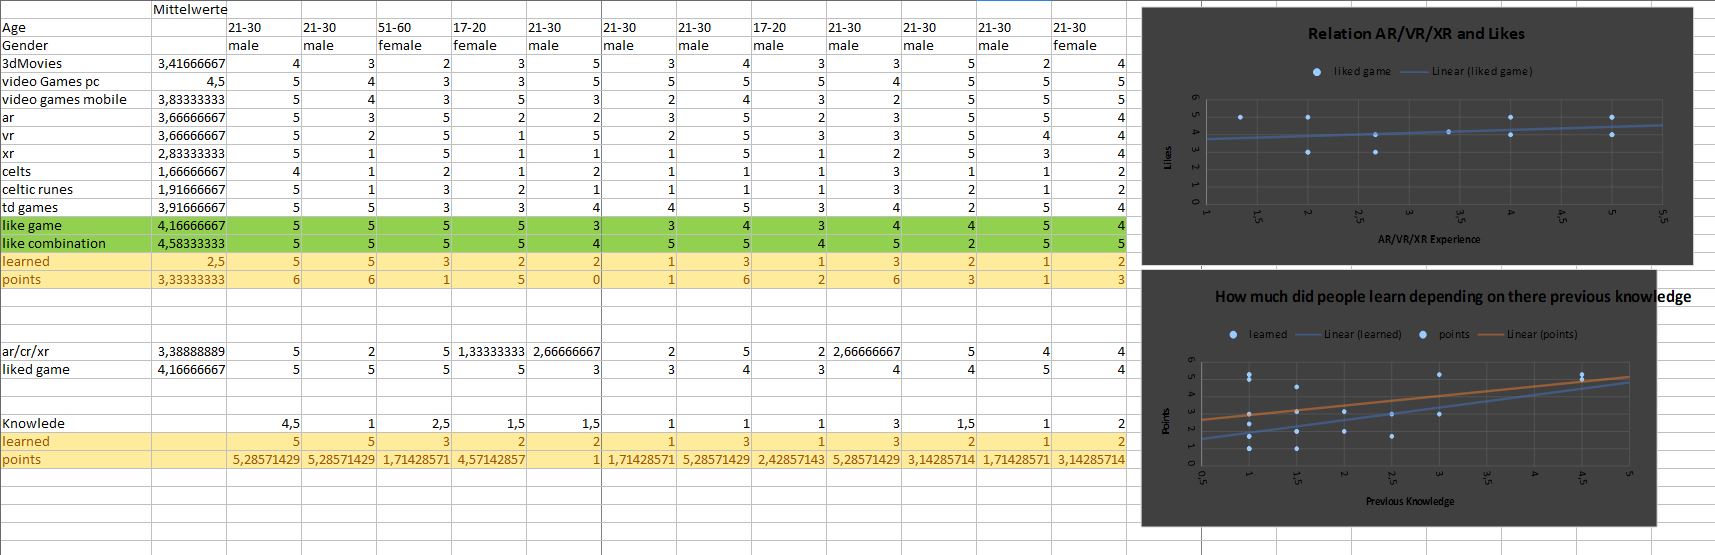 Mittelwerte
Age 21-30 21-30 51-60 17-20 21-30 21-30 21-30 17-20 21-30 21-30 21-30 21-30
Gender male male female female male male male male male male male female
3dMovies 3,41666667 4 3 2 3 5 3 4 3 3 5 2 4
video Games pc 4,5 5 4 3 3 5 5 5 5 4 5 5 5
video games mobile 3,83333333 5 4 3 5 3 2 4 3 2 5 5 5
ar 3,66666667 5 3 5 2 2 3 5 2 3 5 5 4
vr 3,66666667 5 2 5 1 5 2 5 3 3 5 4 4
xr 2,83333333 5 1 5 1 1 1 5 1 2 5 3 4
celts 1,66666667 4 1 2 1 2 1 1 1 3 1 1 2
celtic runes 1,91666667 5 1 3 2 1 1 1 1 3 2 1 2
td games 3,91666667 5 5 3 3 4 4 5 3 4 2 5 4
like game 4,16666667 5 5 5 5 3 3 4 3 4 4 5 4
like combination 4,58333333 5 5 5 5 4 5 5 4 5 2 5 5
learned 2,5 5 5 3 2 2 1 3 1 3 2 1 2
points 3,33333333 6 6 1 5 0 1 6 2 6 3 1 3
ar/cr/xr 3,38888889 5 2 5 1,33333333 2,66666667 2 5 2 2,66666667 5 4 4
liked game 4,16666667 5 5 5 5 3 3 4 3 4 4 5 4
Knowlede 4,5 1 2,5 1,5 1,5 1 1 1 3 1,5 1 2
learned 5 5 3 2 2 1 3 1 3 2 1 2
points 5,28571429 5,28571429 1,71428571 4,57142857 1 1,71428571 5,28571429 2,42857143 5,28571429 3,14285714 1,71428571 3,14285714
Relation AR/VR/XR and Likes
liked game Linear (liked game)
Likes
6
5
4
3
2
1
0
1 1,5 2 2,5 3 3,5 4 4,5 5 5,5
AR/VR/XR Experience
How much did people learn depending on there previous knowledge
learned Linear (learned) points Linear (points)
Points
6
5
4
3
2
1
0
0,5 1 1,5 2 2,5 3 3,5 4 4,5 5
Previous Knowledge